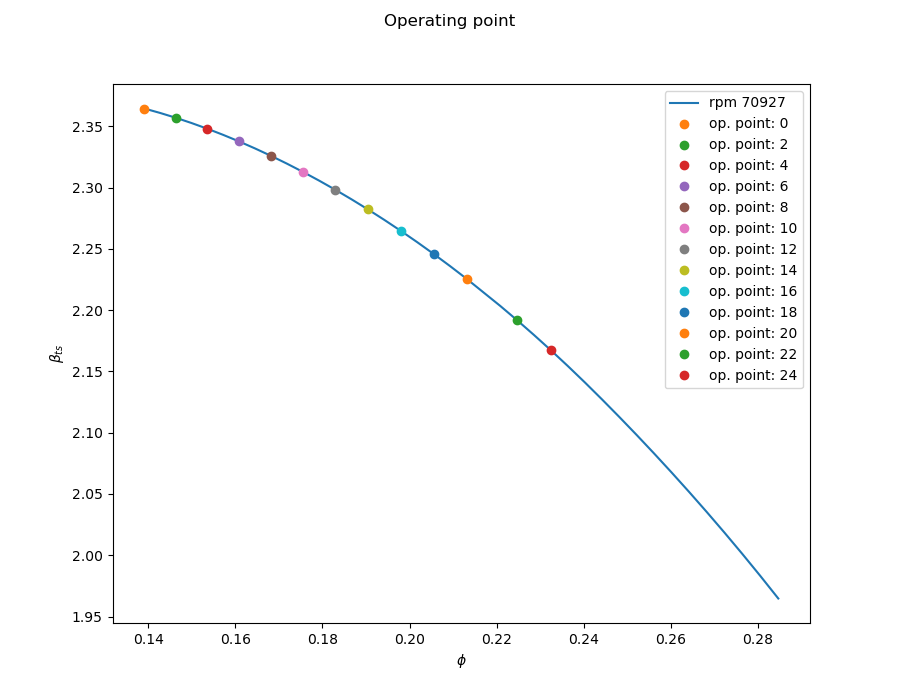 Operating point
rpm 70927
op. point: 0
op. point: 2
op. point: 4
op. point: 6
op. point: 8
op. point: 10
op. point: 12
op. point: 14
op. point: 16
op. point: 18
op. point: 20
op. point: 22
op. point: 24
2.35
2.30
2.25
2.20
2.15
2.10
2.05
2.00
1.95
βts
0.14 0.16 0.18 0.20 0.22 0.24 0.26 0.28
ϕ